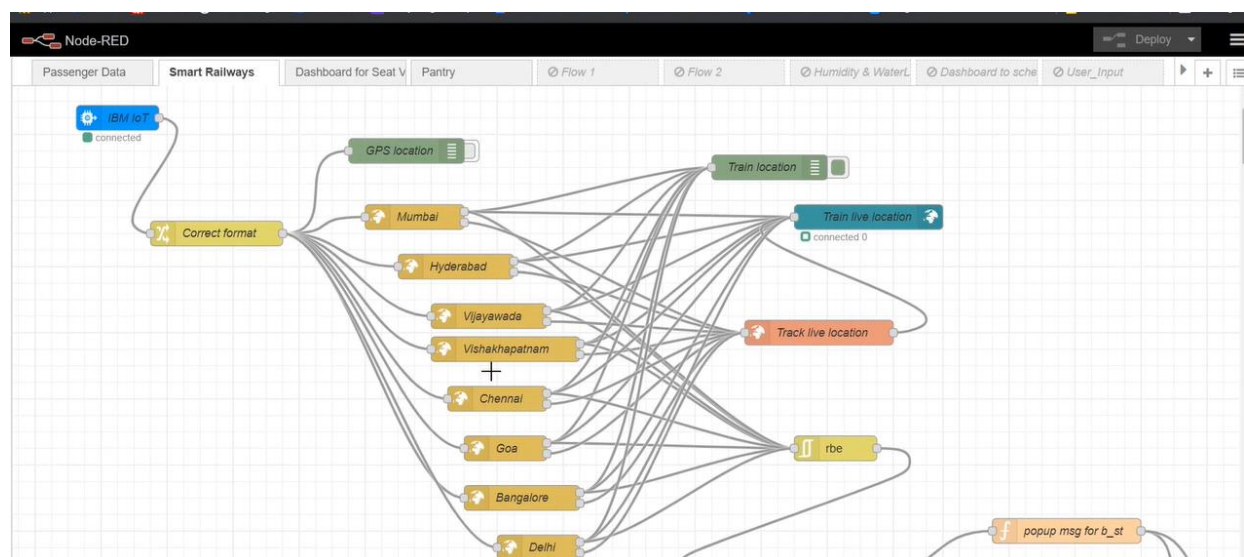 Node-RED
Deploy
Passenger Data
Smart Railways
Dashboard for Seat V
Pantry
Flow 1
Flow 2
Humidity & WaterL
Dashboard to sche
User_Input
IBM IoT
connected
GPS location
Train location
Mumbai
Train live location
connected 0
Correct format
Hyderabad
Vijayawada
Track live location
Vishakhapatnam
Chennai
Goa
rbe
Bangalore
popup msg for b_st
Delhi